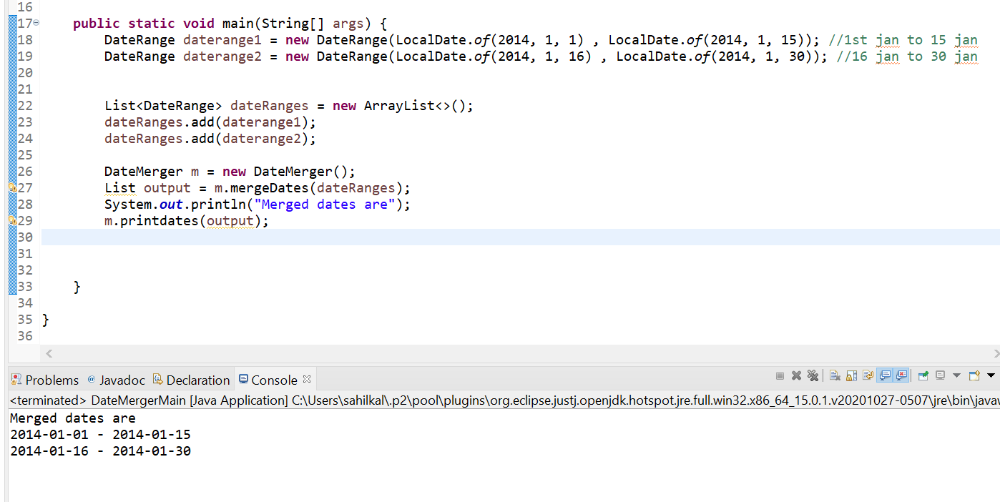 16
17 public static void main(String[] args) {
18 DateRange daterange1 = new DateRange(LocalDate.of(2014, 1, 1) , LocalDate.of(2014, 1, 15)); //1st jan to 15 jan
19 DateRange daterange2 = new DateRange(LocalDate.of(2014, 1, 16) , LocalDate.of(2014, 1, 30)); //16 jan to 30 jan
20
21
22 List<DateRange> dateRanges = new ArrayList<>();
23 dateRanges.add(daterange1);
24 dateRanges.add(daterange2);
25
26 DateMerger m = new DateMerger();
27 List output = m.mergeDates(dateRanges);
28 System.out.println("Merged dates are");
29 m.printdates(output);
30
31
32
33 }
34
35 }
36
Problems @ Javadoc Declaration Console
<terminated> DateMergerMain [Java Application] C:\Users\sahilkal\.p2\pool\plugins\org.eclipse.justj.openjdk.hotspot.jre.full.win32.x86_64_15.0.1.v20201027-0507\jre\bin\javaw
Merged dates are
2014-01-01 - 2014-01-15
2014-01-16 - 2014-01-30